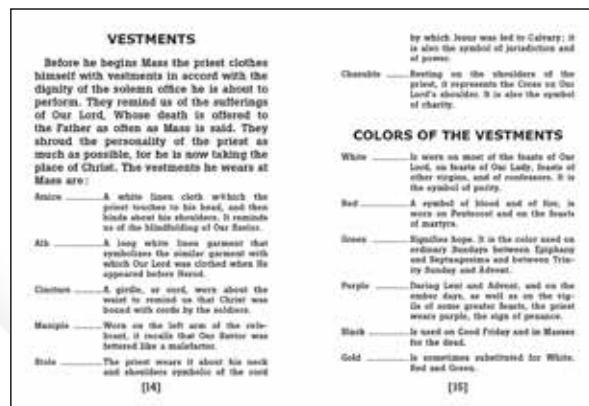 VESTMENTS
Before he begins Mass the priest clothes
himself with vestments in accord with the
dignity of the solemn office he is about to
perform. They remind us of the sufferings
of Our Lord, Whose death is offered to
the Father as often as Mass is said. They
shroud the personality of the priest as
much as possible, for he is now taking the
place of Christ. The vestments he wears at
Mass are:
Amice ............A white linen cloth which the
priest touches to his head, and then
binds about his shoulders. It reminds
us of the blindfolding of Our Savior.
Alb ............A long white linen garment that
symbolizes the similar garment with
which Our Lord was clothed when He
appeared before Herod.
Cincture ............A girdle, or cord, worn about the
waist to remind us that Christ was
bound with cords by the soldiers.
Maniple ............Worn on the left arm of the cele-
brant, it recalls that Our Savior was
fettered like a malefactor.
Stole ............The priest wears it about his neck
and shoulders symbolic of the cord
[14]
by which Jesus was led to Calvary; it
is also the symbol of jurisdiction and
of power.
Chasuble ............Resting on the shoulders of the
priest, it represents the Cross on Our
Lord's shoulder. It is also the symbol
of charity.
COLORS OF THE VESTMENTS
White ............Is worn on most of the feasts of Our
Lord, on feasts of Our Lady, feasts of
other virgins, and of confessors. It is
the symbol of purity.
Red ............A symbol of blood and of fire, is
worn on Pentecost and on the feasts
of martyrs.
Green ............Signifies hope. It is the color used on
ordinary Sundays between Epiphany
and Septuagesima and between Trin-
ity Sunday and Advent.
Purple ............During Lent and Advent, and on the
ember days, as well as on the vig-
ils of some greater feasts, the priest
wears purple, the sign of penance.
Black ............Is used on Good Friday and in Masses
for the dead.
Gold ............Is sometimes substituted for White,
Red and Green.
[15]